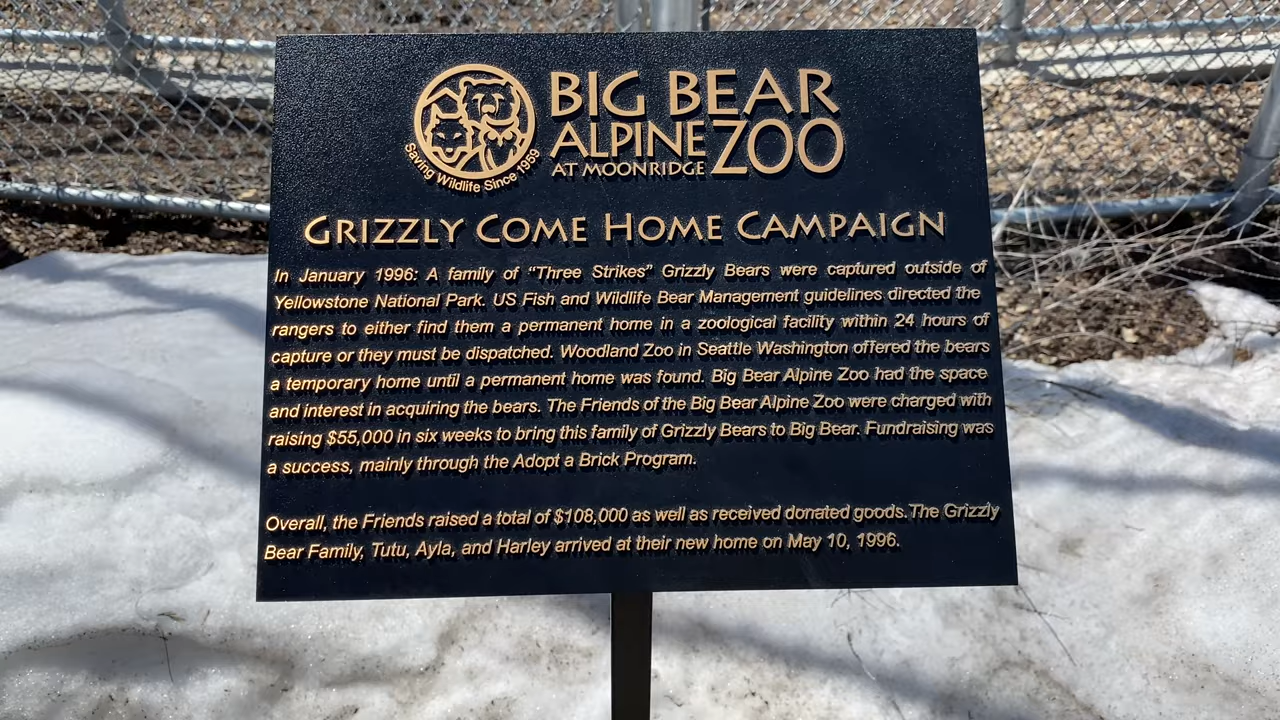 BIG BEAR
ALPINE ZOO
AT MOONRIDGE
Saving Wildlife Since 1959
GRIZZLY COME HOME CAMPAIGN
In January 1996: A family of “Three Strikes” Grizzly Bears were captured outside of
Yellowstone National Park. US Fish and Wildlife Bear Management guidelines directed the
rangers to either find them a permanent home in a zoological facility within 24 hours of
capture or they must be dispatched. Woodland Zoo in Seattle Washington offered the bears
a temporary home until a permanent home was found. Big Bear Alpine Zoo had the space
and interest in acquiring the bears. The Friends of the Big Bear Alpine Zoo were charged with
raising $55,000 in six weeks to bring this family of Grizzly Bears to Big Bear. Fundraising was
a success, mainly through the Adopt a Brick Program.
Overall, the Friends raised a total of $108,000 as well as received donated goods.The Grizzly
Bear Family, Tutu, Ayla, and Harley arrived at their new home on May 10, 1996.